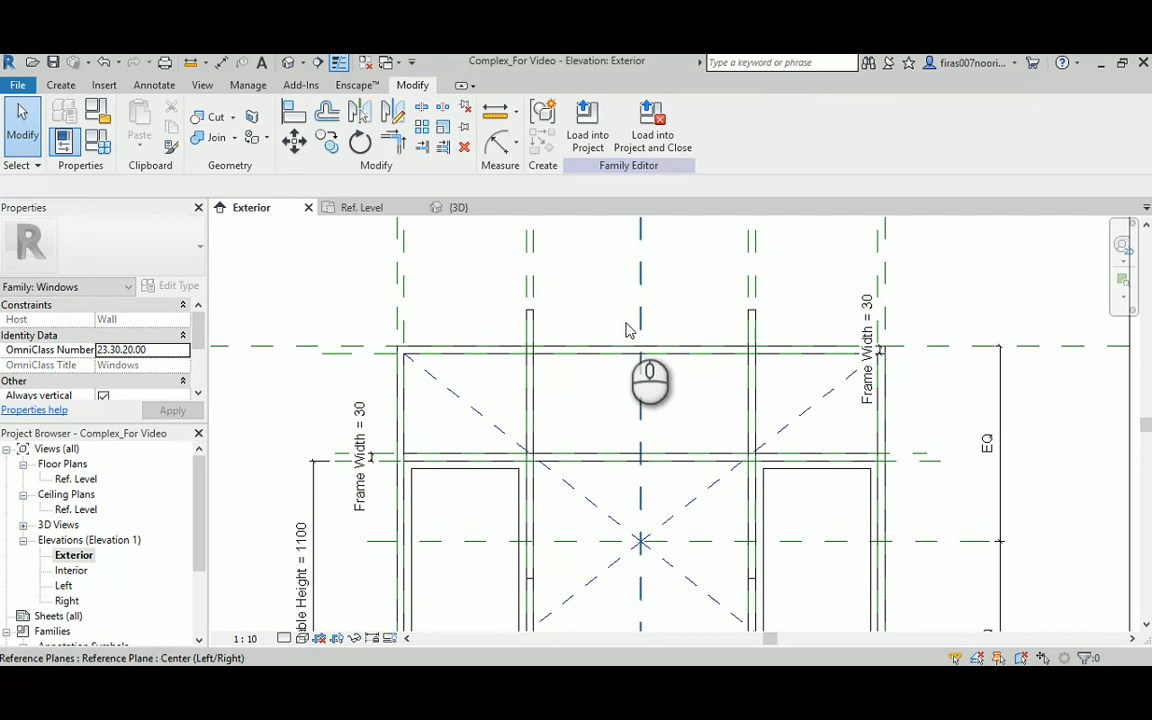 Complex_For Video - Elevation: Exterior
Type a keyword or phrase
firas007noori...
File
Create
Insert
Annotate
View
Manage
Add-Ins
Enscape™
Modify
Modify
Paste
Cut
Join
Load into
Project
Load into
Project and Close
Select
Properties
Clipboard
Geometry
Modify
Measure
Create
Family Editor
Properties
Exterior
Ref. Level
{3D}
Family: Windows
Edit Type
Constraints
Host
Wall
Identity Data
OmniClass Number
23.30.20.00
OmniClass Title
Windows
Other
Always vertical
Properties help
Apply
Project Browser - Complex_For Video
Views (all)
Floor Plans
Ref. Level
Ceiling Plans
Ref. Level
3D Views
Elevations (Elevation 1)
Exterior
Interior
Left
Right
Sheets (all)
Families
Annotation Symbols
Frame Width = 30
Frame Width = 30
ble Height = 1100
EQ
1 : 10
Reference Planes : Reference Plane : Center (Left/Right)
:0